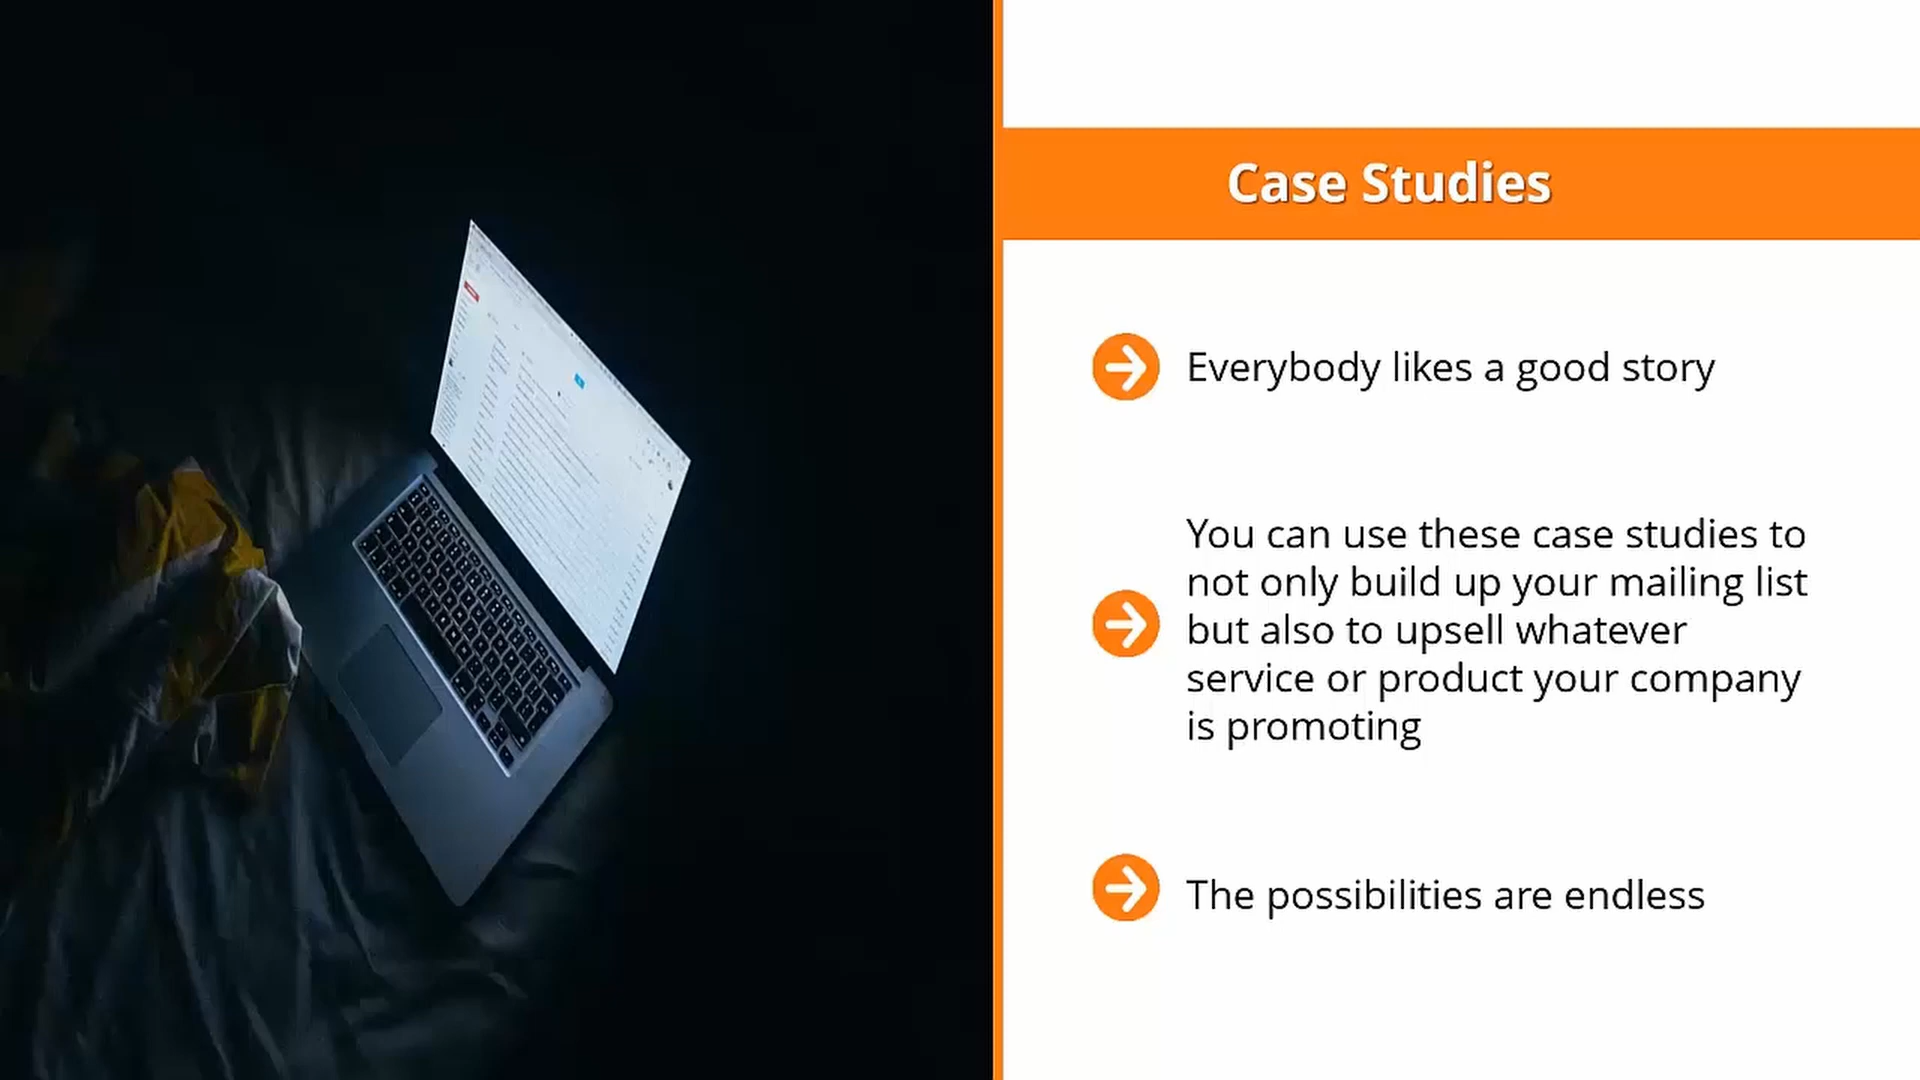 Case Studies
Everybody likes a good story
You can use these case studies to
not only build up your mailing list
but also to upsell whatever
service or product your company
is promoting
The possibilities are endless